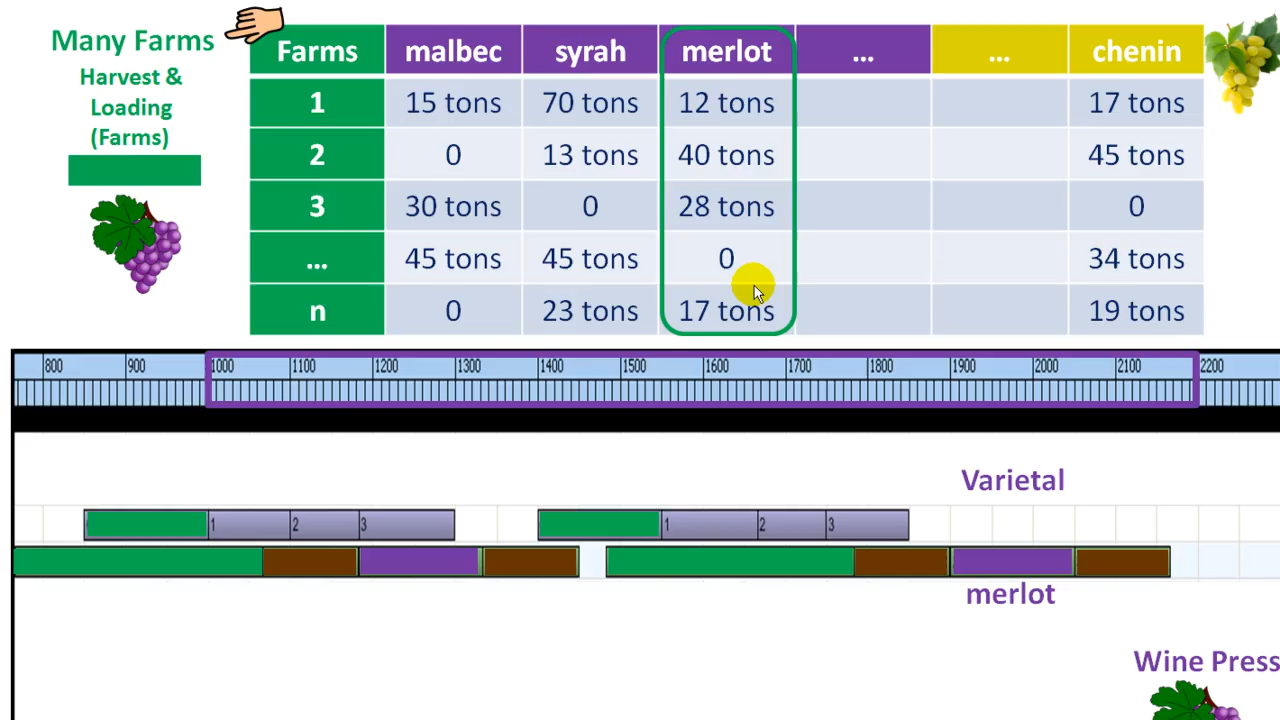 Many Farms
Harvest &
Loading
(Farms)
Farms malbec syrah merlot ... ... chenin
1 15 tons 70 tons 12 tons 17 tons
2 0 13 tons 40 tons 45 tons
3 30 tons 0 28 tons 0
... 45 tons 45 tons 0 34 tons
n 0 23 tons 17 tons 19 tons
800 900 1000 1100 1200 1300 1400 1500 1600 1700 1800 1900 2000 2100 2200
Varietal
1 2 3 1 2 3
merlot
Wine Press